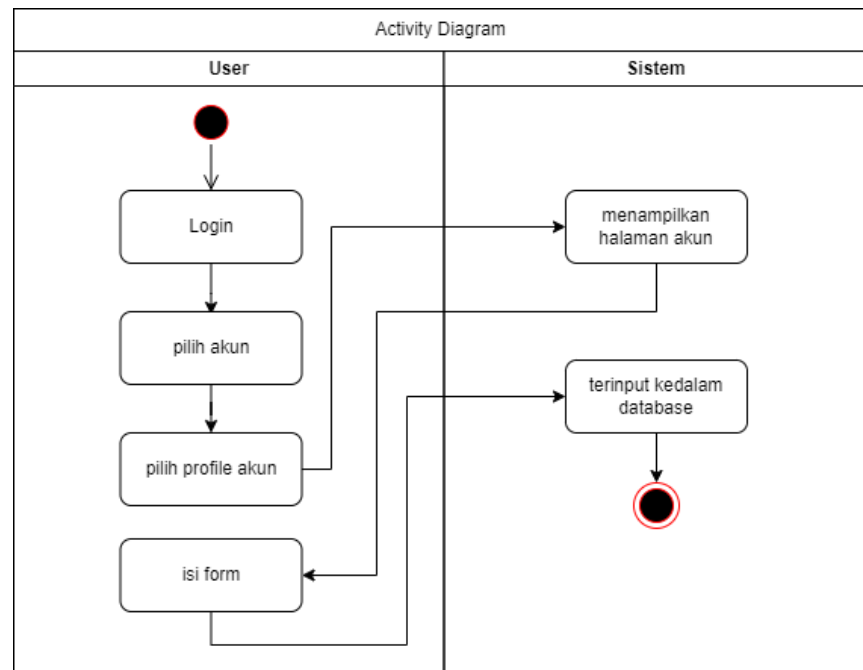 Activity Diagram
User
Sistem
Login
menampilkan
halaman akun
pilih akun
terinput kedalam
database
pilih profile akun
isi form